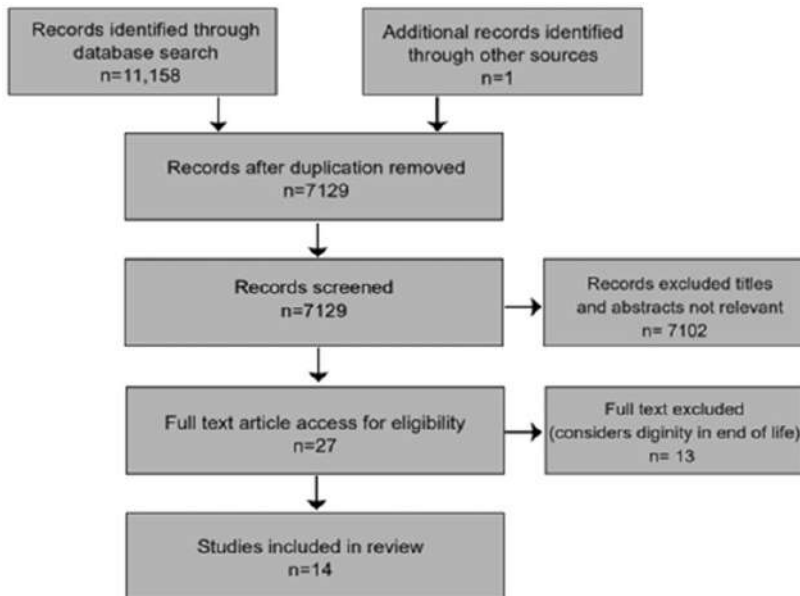 Records identified through
database search
n=11,158
Additional records identified
through other sources
n=1
Records after duplication removed
n=7129
Records screened
n=7129
Records excluded titles
and abstracts not relevant
n= 7102
Full text article access for eligibility
n=27
Full text excluded
(considers diginity in end of life)
n= 13
Studies included in review
n=14